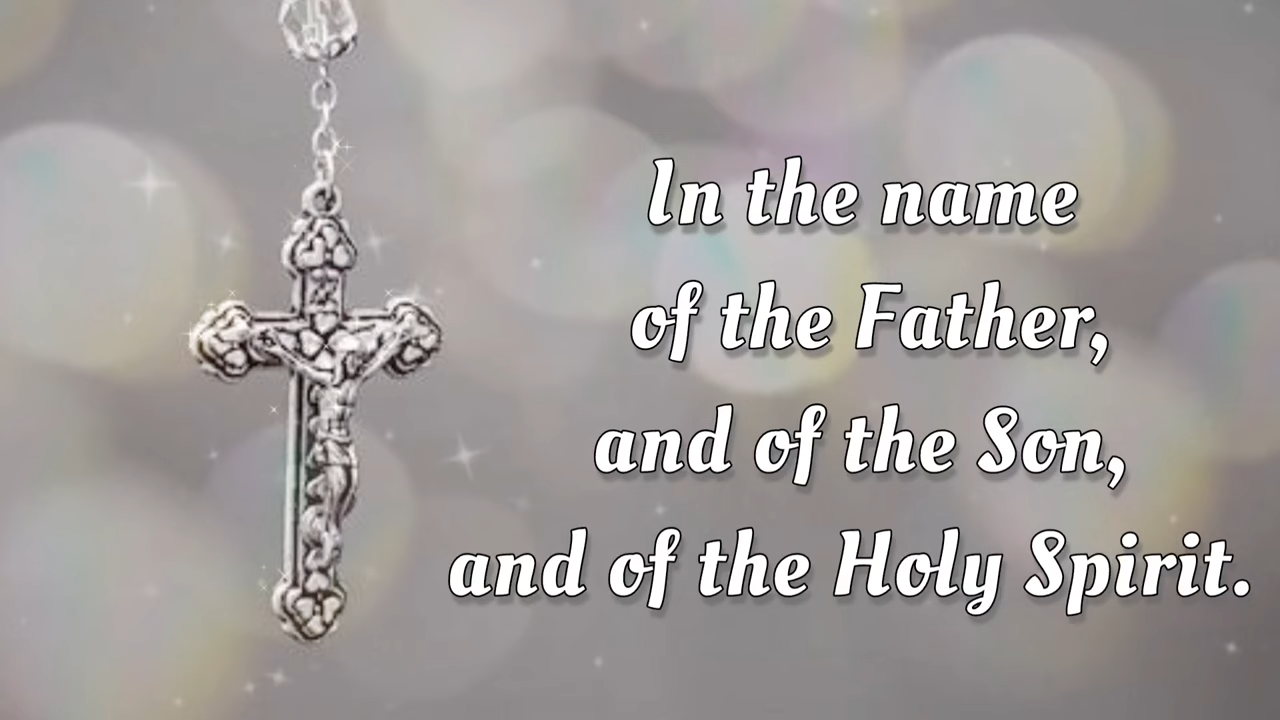 In the name
of the Father,
and of the Son,
and of the Holy Spirit.